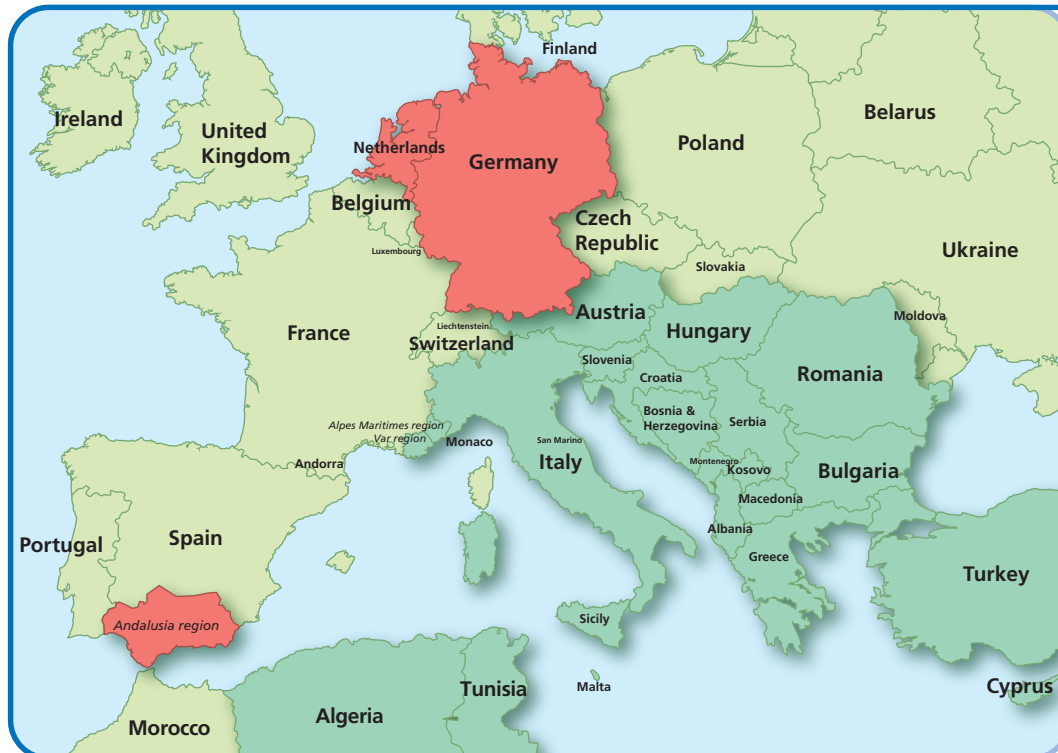 Finland
Ireland
United
Kingdom
Netherlands
Germany
Poland
Belarus
Belgium
Luxembourg
Czech
Republic
Slovakia
Ukraine
France
Liechtenstein
Switzerland
Austria
Hungary
Moldova
Slovenia
Croatia
Romania
Bosnia &
Herzegovina
Serbia
Alpes Maritimes region
Var region
Monaco
San Marino
Italy
Montenegro
Kosovo
Bulgaria
Andorra
Macedonia
Albania
Greece
Portugal
Spain
Turkey
Andalusia region
Sicily
Malta
Cyprus
Morocco
Algeria
Tunisia